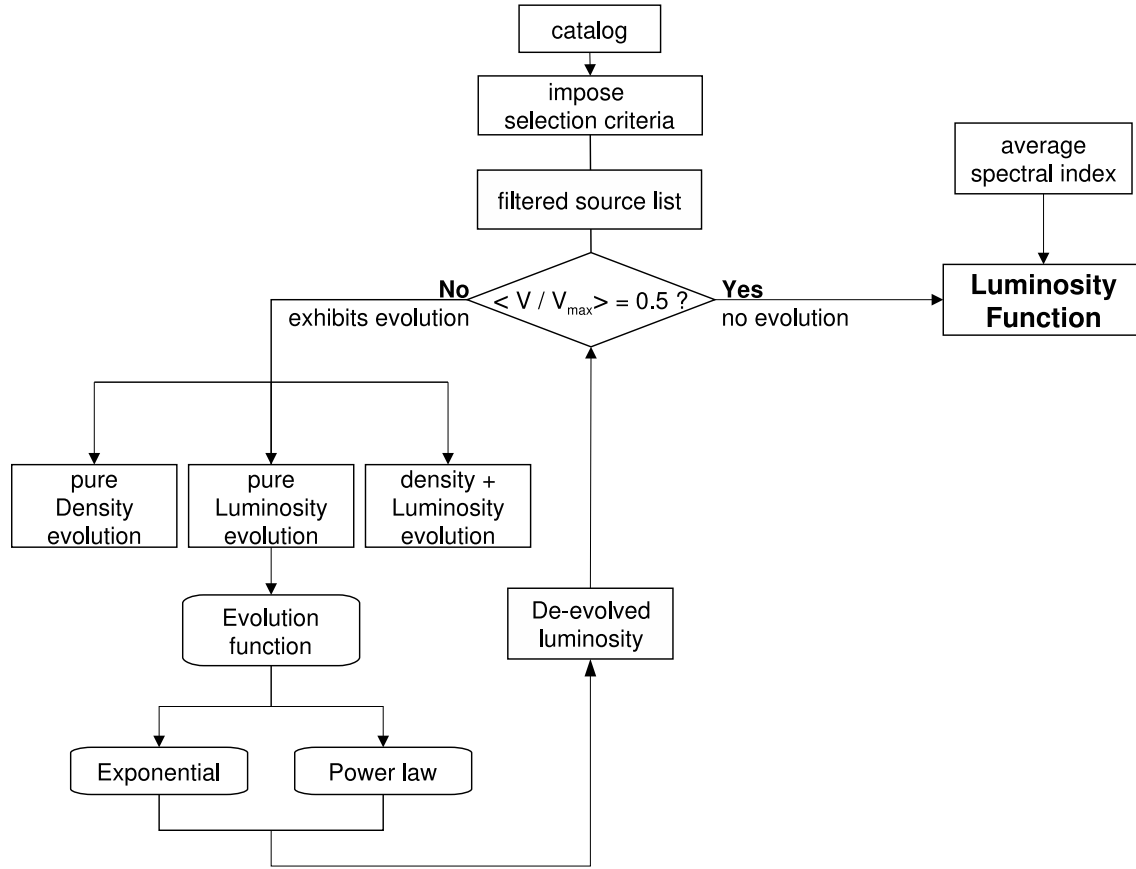 catalog
impose
selection criteria
average
spectral index
filtered source list
No
exhibits evolution
< V / Vmax> = 0.5 ?
Yes
no evolution
Luminosity
Function
pure
Density
evolution
pure
Luminosity
evolution
density +
Luminosity
evolution
Evolution
function
De-evolved
luminosity
Exponential
Power law